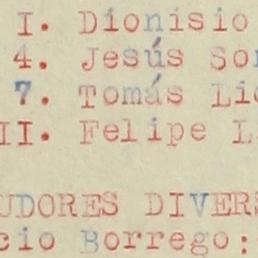 I. Dionisio
4. Jesús So
7. Tomás Li
II. Felipe L
UDORES DIVERS
cio Borrego: